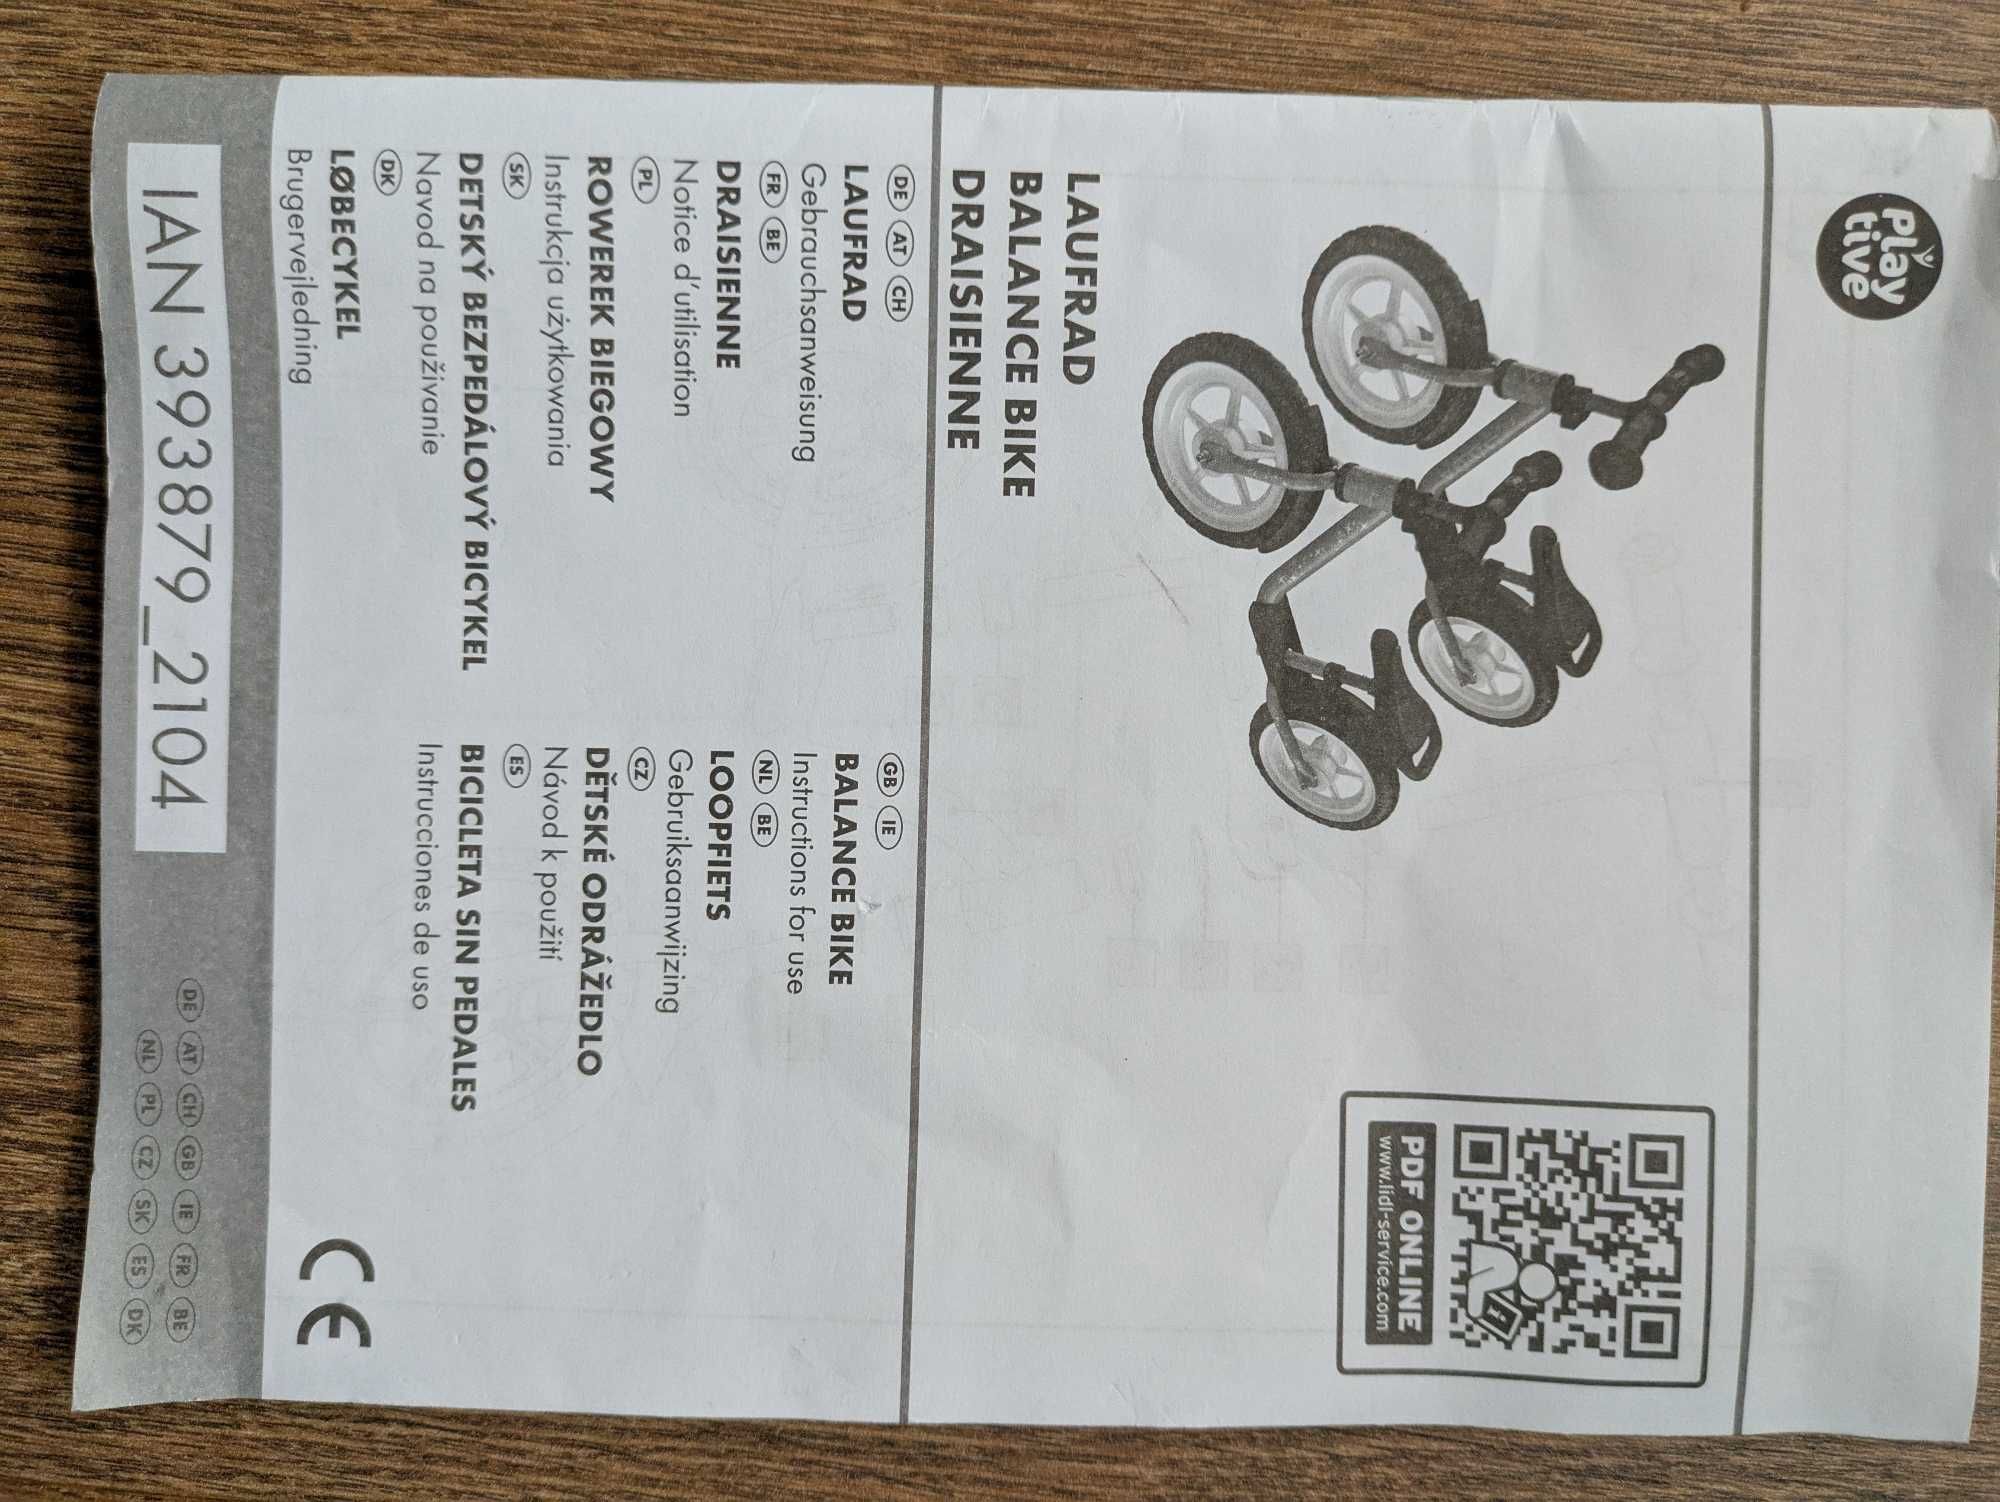 Play
tive
PDF ONLINE
www.lidl-service.com
LAUFRAD
BALANCE BIKE
DRAISIENNE
DE AT CH
LAUFRAD
Gebrauchsanweisung
FR BE
DRAISIENNE
Notice d'utilisation
PL
ROWEREK BIEGOWY
Instrukcja użytkowania
SK
DETSKÝ BEZPEDÁLOVÝ BICYKEL
Navod na použivanie
DK
LØBECYKEL
Brugervejledning
GB IE
BALANCE BIKE
Instructions for use
NL BE
LOOPFIETS
Gebruiksaanwijzing
CZ
DĚTSKÉ ODRÁŽEDLO
Návod k použití
ES
BICICLETA SIN PEDALES
Instrucciones de uso
CE
IAN 393879_2104
DE AT CH GB IE FR BE
NL PL CZ SK ES DK